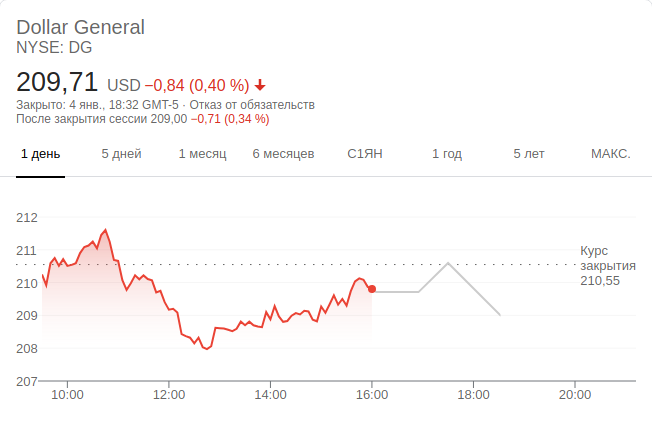 Dollar General
NYSE: DG
209,71 USD −0,84 (0,40 %)
Закрыто: 4 янв., 18:32 GMT-5 · Отказ от обязательств
После закрытия сессии 209,00 −0,71 (0,34 %)
1 день 5 дней 1 месяц 6 месяцев С1ЯН 1 год 5 лет МАКС.
212
211
210
209
208
207
Курс
закрытия
210,55
10:00 12:00 14:00 16:00 18:00 20:00